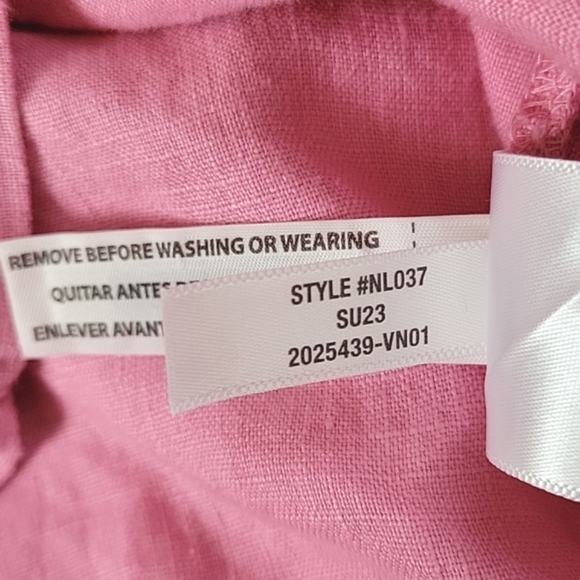 REMOVE BEFORE WASHING OR WEARING
QUITAR ANTES
ENLEVER AVANT
STYLE #NL037
SU23
2025439-VN01